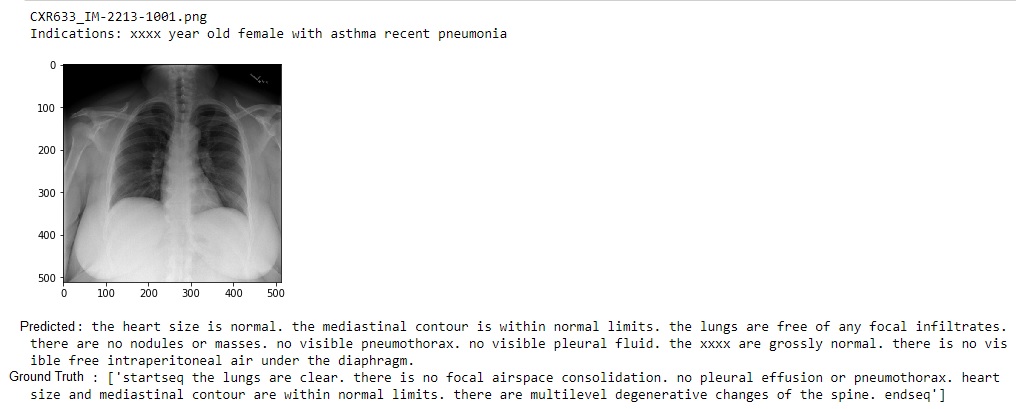 CXR633_IM-2213-1001.png
Indications: xxxx year old female with asthma recent pneumonia
0
100
200
300
400
500
0 100 200 300 400 500
Predicted: the heart size is normal. the mediastinal contour is within normal limits. the lungs are free of any focal infiltrates.
there are no nodules or masses. no visible pneumothorax. no visible pleural fluid. the xxxx are grossly normal. there is no vis
ible free intraperitoneal air under the diaphragm.
Ground Truth : ['startseq the lungs are clear. there is no focal airspace consolidation. no pleural effusion or pneumothorax. heart
size and mediastinal contour are within normal limits. there are multilevel degenerative changes of the spine. endseq']